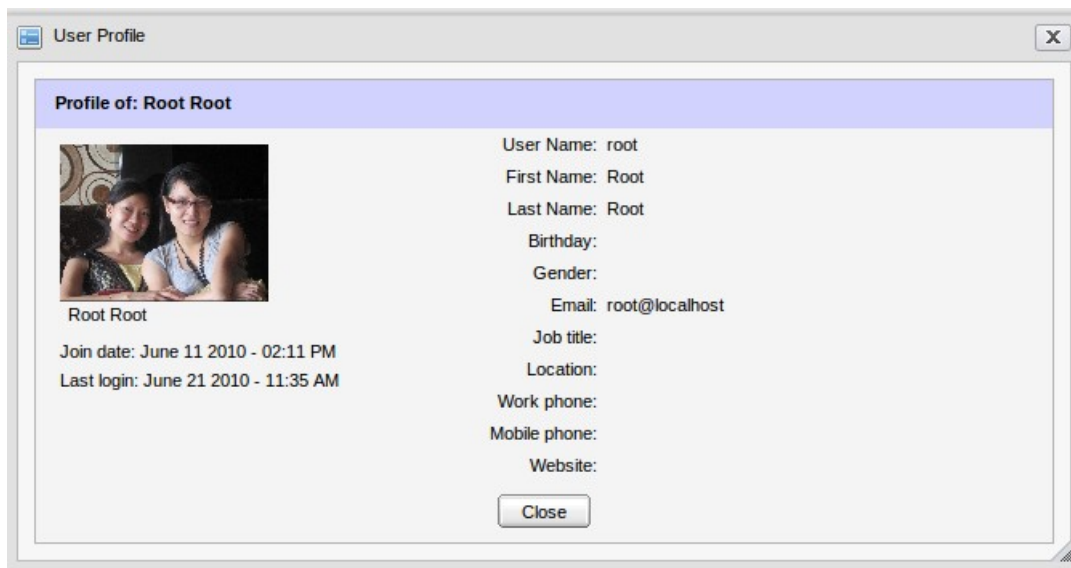 User Profile
X
Profile of: Root Root
Root Root
Join date: June 11 2010 - 02:11 PM
Last login: June 21 2010 - 11:35 AM
User Name: root
First Name: Root
Last Name: Root
Birthday:
Gender:
Email: root@localhost
Job title:
Location:
Work phone:
Mobile phone:
Website:
Close